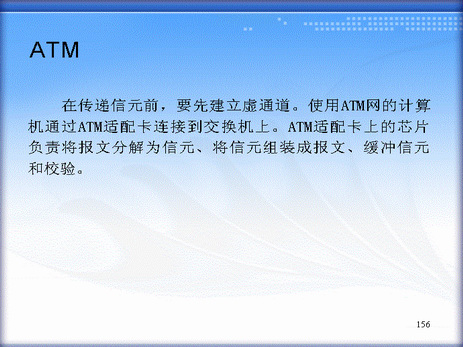 ATM
在传递信元前，要先建立虚通道。使用ATM网的计算
机通过ATM适配卡连接到交换机上。ATM适配卡上的芯片
负责将报文分解为信元、将信元组装成报文、缓冲信元
和校验。
156